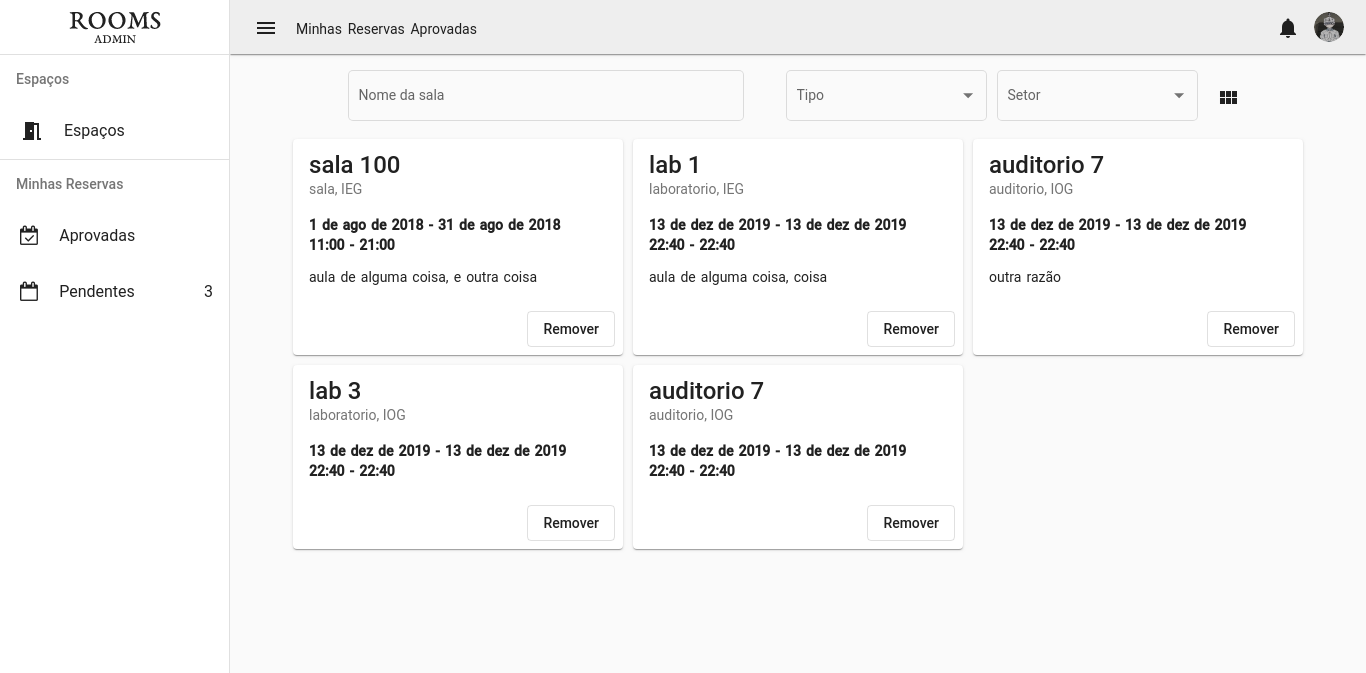 ROOMS
ADMIN
Espaços
Espaços
Minhas Reservas
Aprovadas
Pendentes 3
Minhas Reservas Aprovadas
Nome da sala
Tipo
Setor
sala 100
sala, IEG
1 de ago de 2018 - 31 de ago de 2018
11:00 - 21:00
aula de alguma coisa, e outra coisa
Remover
lab 1
laboratorio, IEG
13 de dez de 2019 - 13 de dez de 2019
22:40 - 22:40
aula de alguma coisa, coisa
Remover
auditorio 7
auditorio, IOG
13 de dez de 2019 - 13 de dez de 2019
22:40 - 22:40
outra razão
Remover
lab 3
laboratorio, IOG
13 de dez de 2019 - 13 de dez de 2019
22:40 - 22:40
Remover
auditorio 7
auditorio, IOG
13 de dez de 2019 - 13 de dez de 2019
22:40 - 22:40
Remover